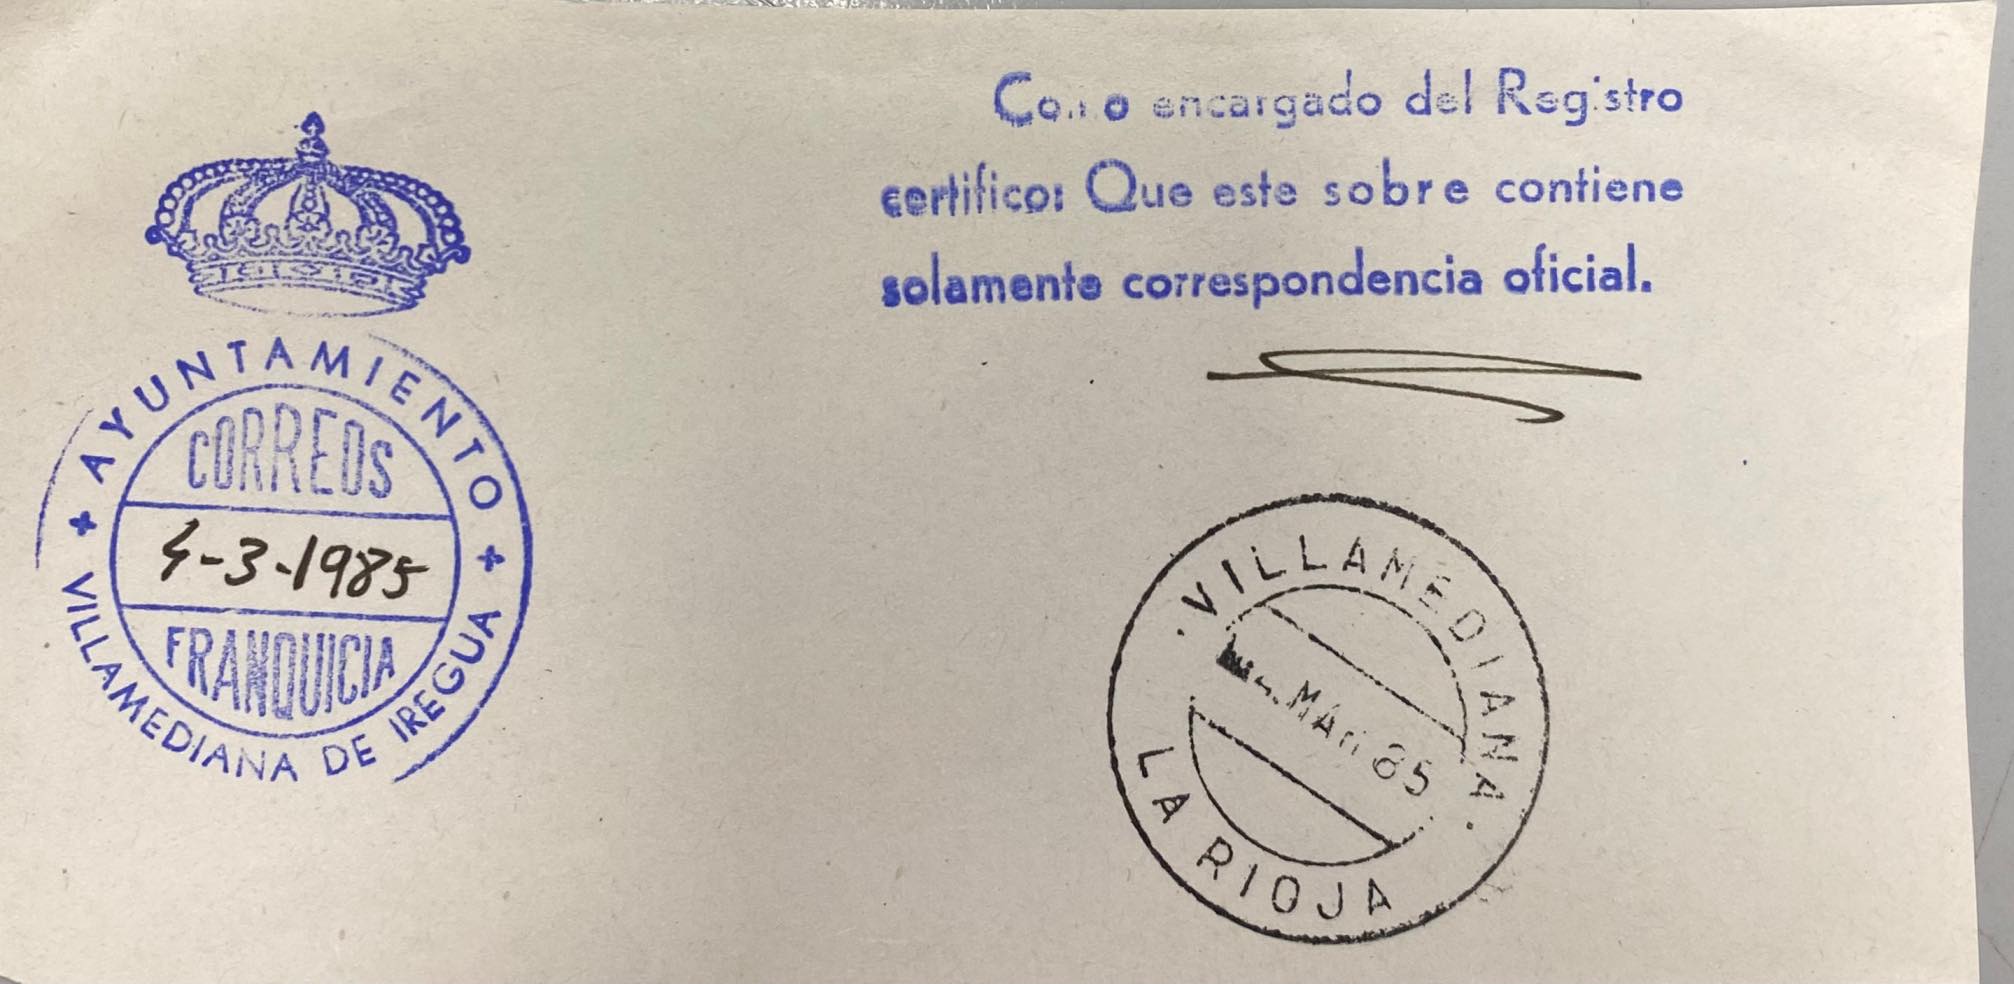 Como encargado del Registro
certifico: Que este sobre contiene
solamente correspondencia oficial.
AYUNTAMIENTO
CORREOS
4-3-1985
FRANQUICIA
VILLAMEDIANA DE IREGUA
VILLAMEDIANA
MAR 85
LA RIOJA